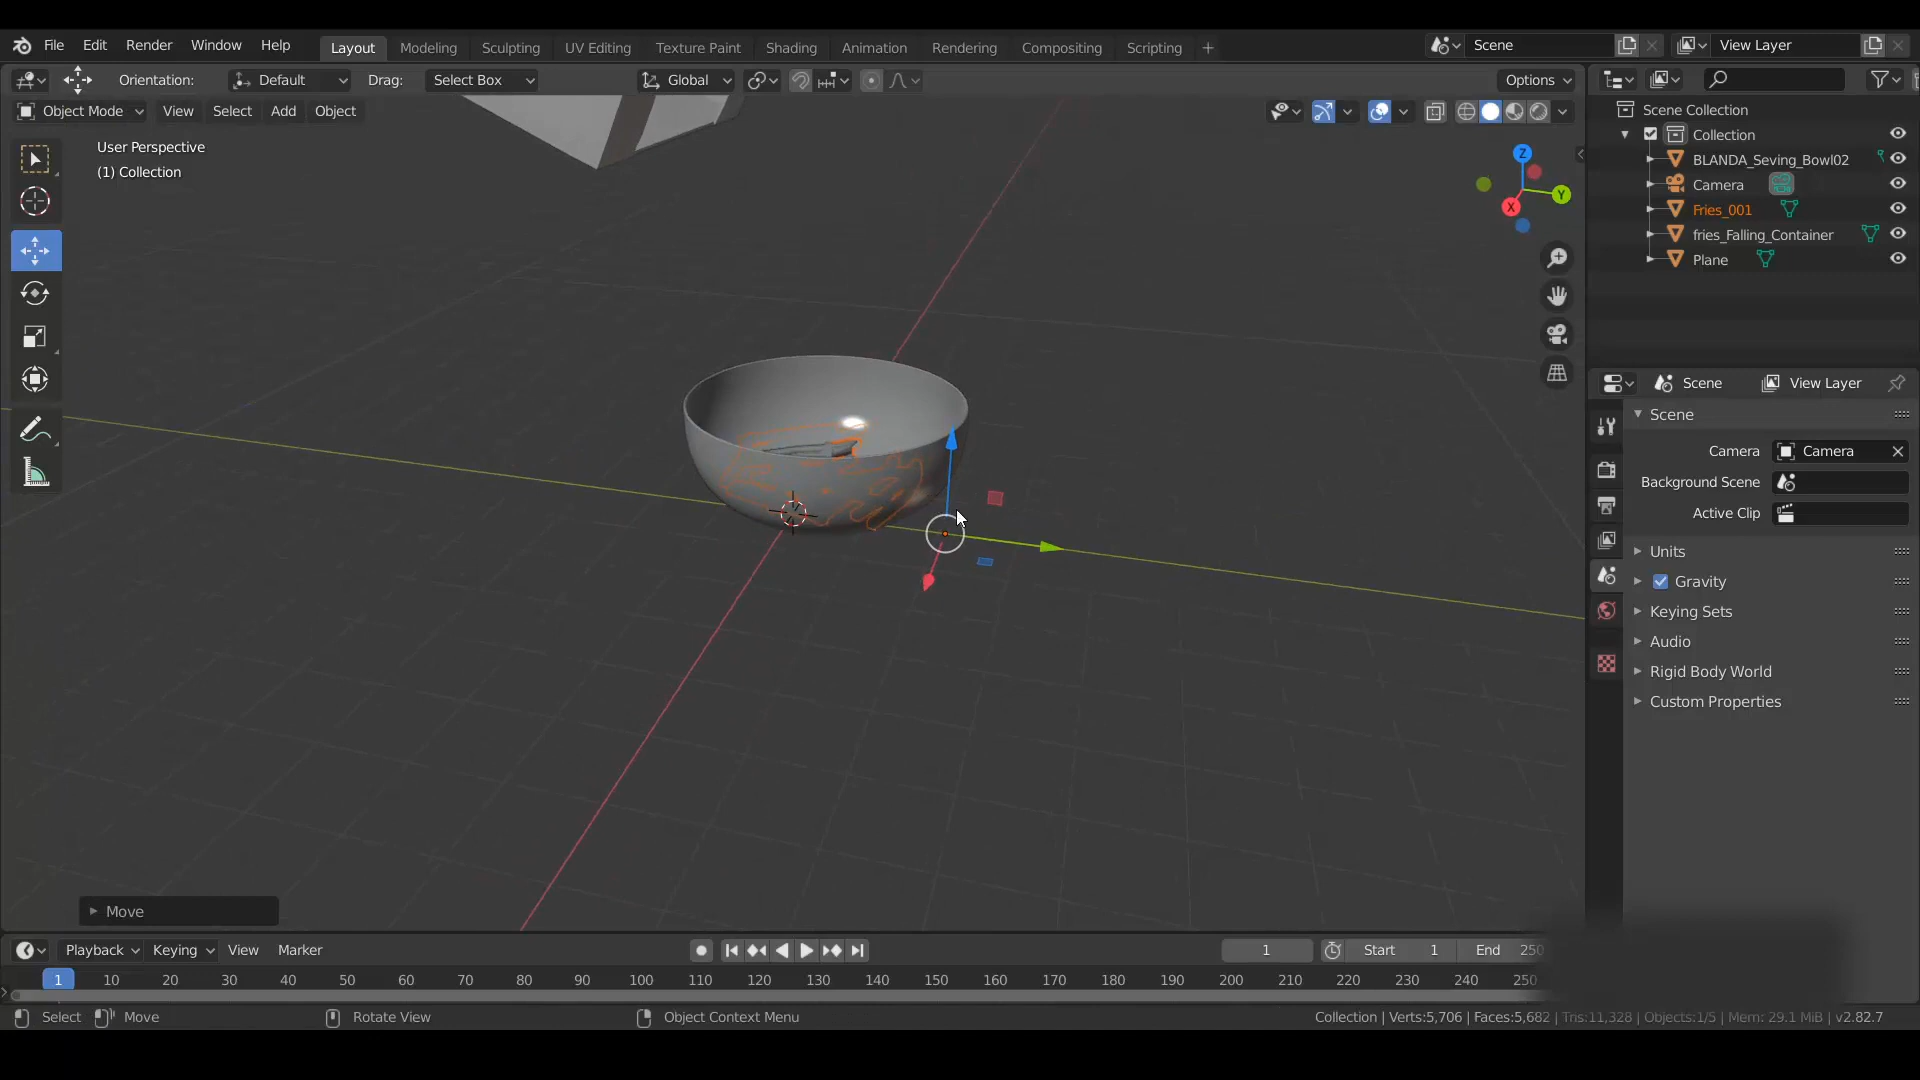 File Edit Render Window Help Layout Modeling Sculpting UV Editing Texture Paint Shading Animation Rendering Compositing Scripting + Scene View Layer
Orientation: Default Drag: Select Box Global Options
Object Mode View Select Add Object
User Perspective
(1) Collection
Z
Y
X
Scene Collection
Collection
BLANDA_Seving_Bowl02
Camera
Fries_001
fries_Falling_Container
Plane
Scene View Layer
Scene
Camera Camera
Background Scene
Active Clip
Units
Gravity
Keying Sets
Audio
Rigid Body World
Custom Properties
Move
Playback Keying View Marker 1 Start 1 End 250
1 10 20 30 40 50 60 70 80 90 100 110 120 130 140 150 160 170 180 190 200 210 220 230 240 250
Select Move Rotate View Object Context Menu Collection | Verts:5,706 | Faces:5,682 | Tris:11,328 | Objects:1/5 | Mem: 29.1 MiB | v2.82.7